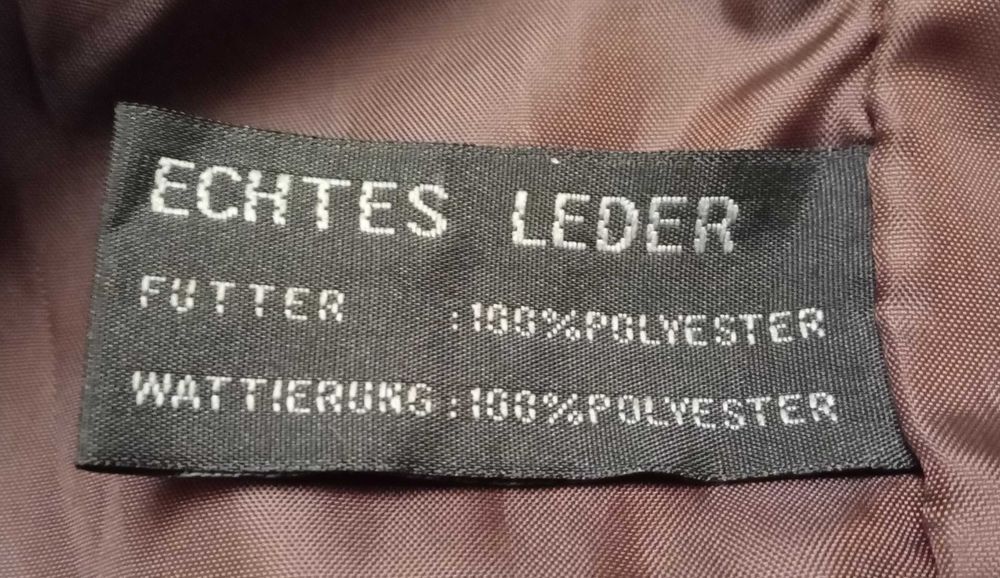 ECHTES LEDER
FUTTER :100%POLYESTER
WATTIERUNG:100%POLYESTER